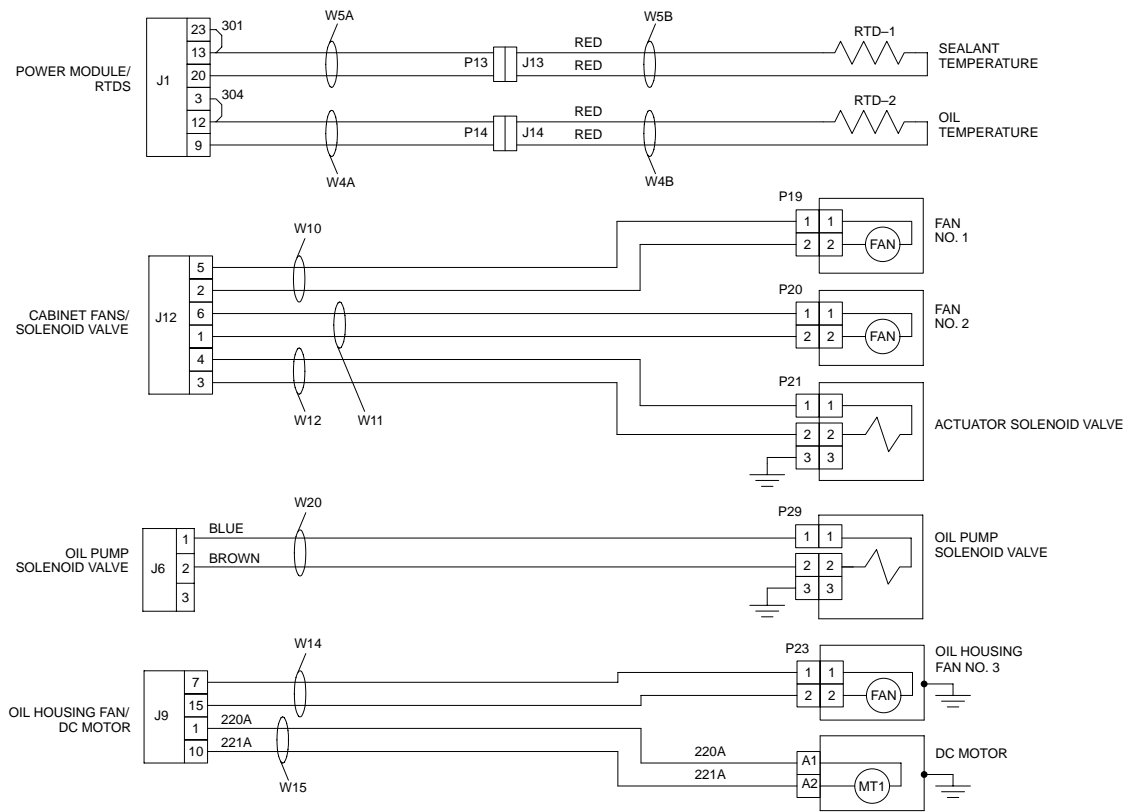 W5A
W5B
23
301
RED
RTD–1
SEALANT
TEMPERATURE
13
P13
J13
POWER MODULE/
RTDS
J1
RED
20
3
304
RED
RTD–2
OIL
TEMPERATURE
12
P14
J14
RED
9
W4A
W4B
P19
W10
1 1
FAN
NO. 1
2 2
FAN
5
2
P20
CABINET FANS/
SOLENOID VALVE
J12
6
1 1
FAN
NO. 2
1
2 2
FAN
4
P21
3
1 1
W12
W11
ACTUATOR SOLENOID VALVE
2 2
3 3
W20
P29
BLUE
1
1 1
OIL PUMP
SOLENOID VALVE
OIL PUMP
SOLENOID VALVE
J6
BROWN
2
2 2
3
3 3
W14
P23
OIL HOUSING
FAN NO. 3
7
1 1
15
2 2
FAN
OIL HOUSING FAN/
DC MOTOR
J9
1
220A
10
221A
DC MOTOR
220A
A1
221A
A2
MT1
W15